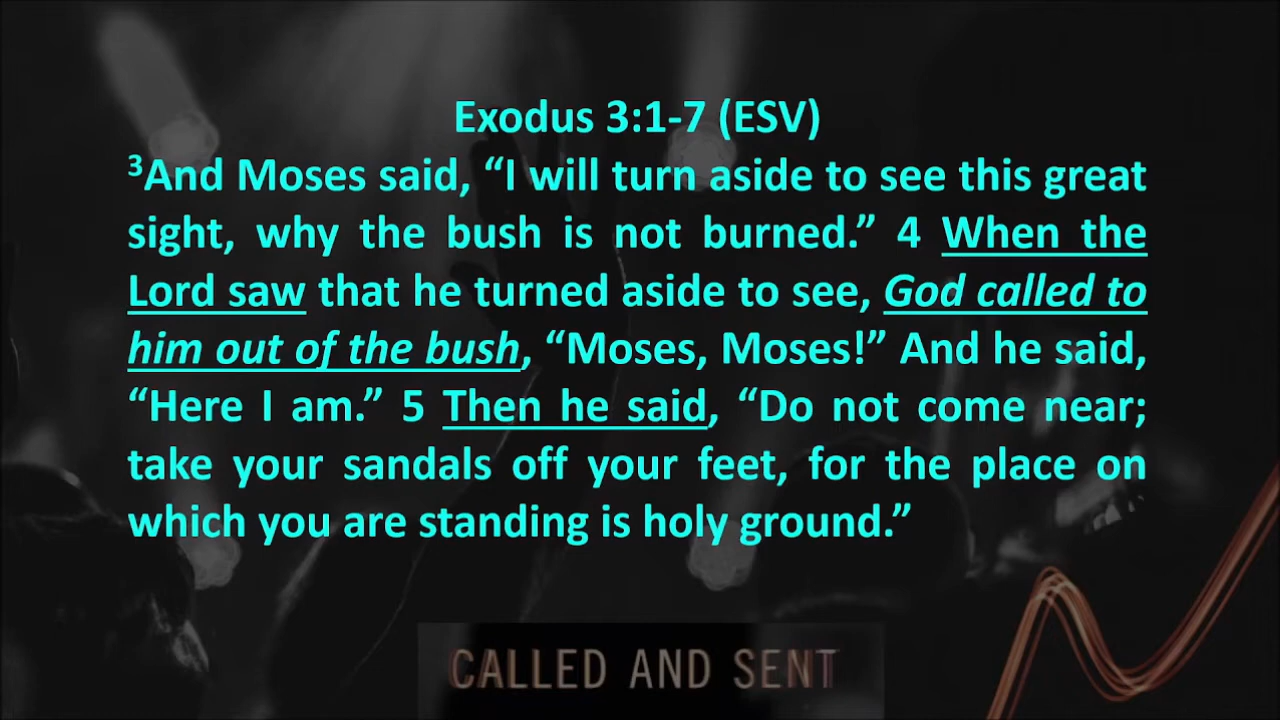 Exodus 3:1-7 (ESV)
³And Moses said, “I will turn aside to see this great
sight, why the bush is not burned.” 4 When the
Lord saw that he turned aside to see, God called to
him out of the bush, “Moses, Moses!” And he said,
“Here I am.” 5 Then he said, “Do not come near;
take your sandals off your feet, for the place on
which you are standing is holy ground.”
CALLED AND SENT